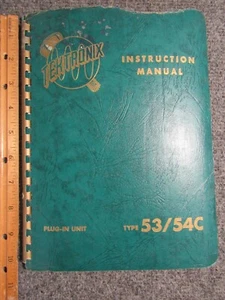 TEKTRONIX
INSTRUCTION
MANUAL
PLUG-IN UNIT
TYPE 53/54C